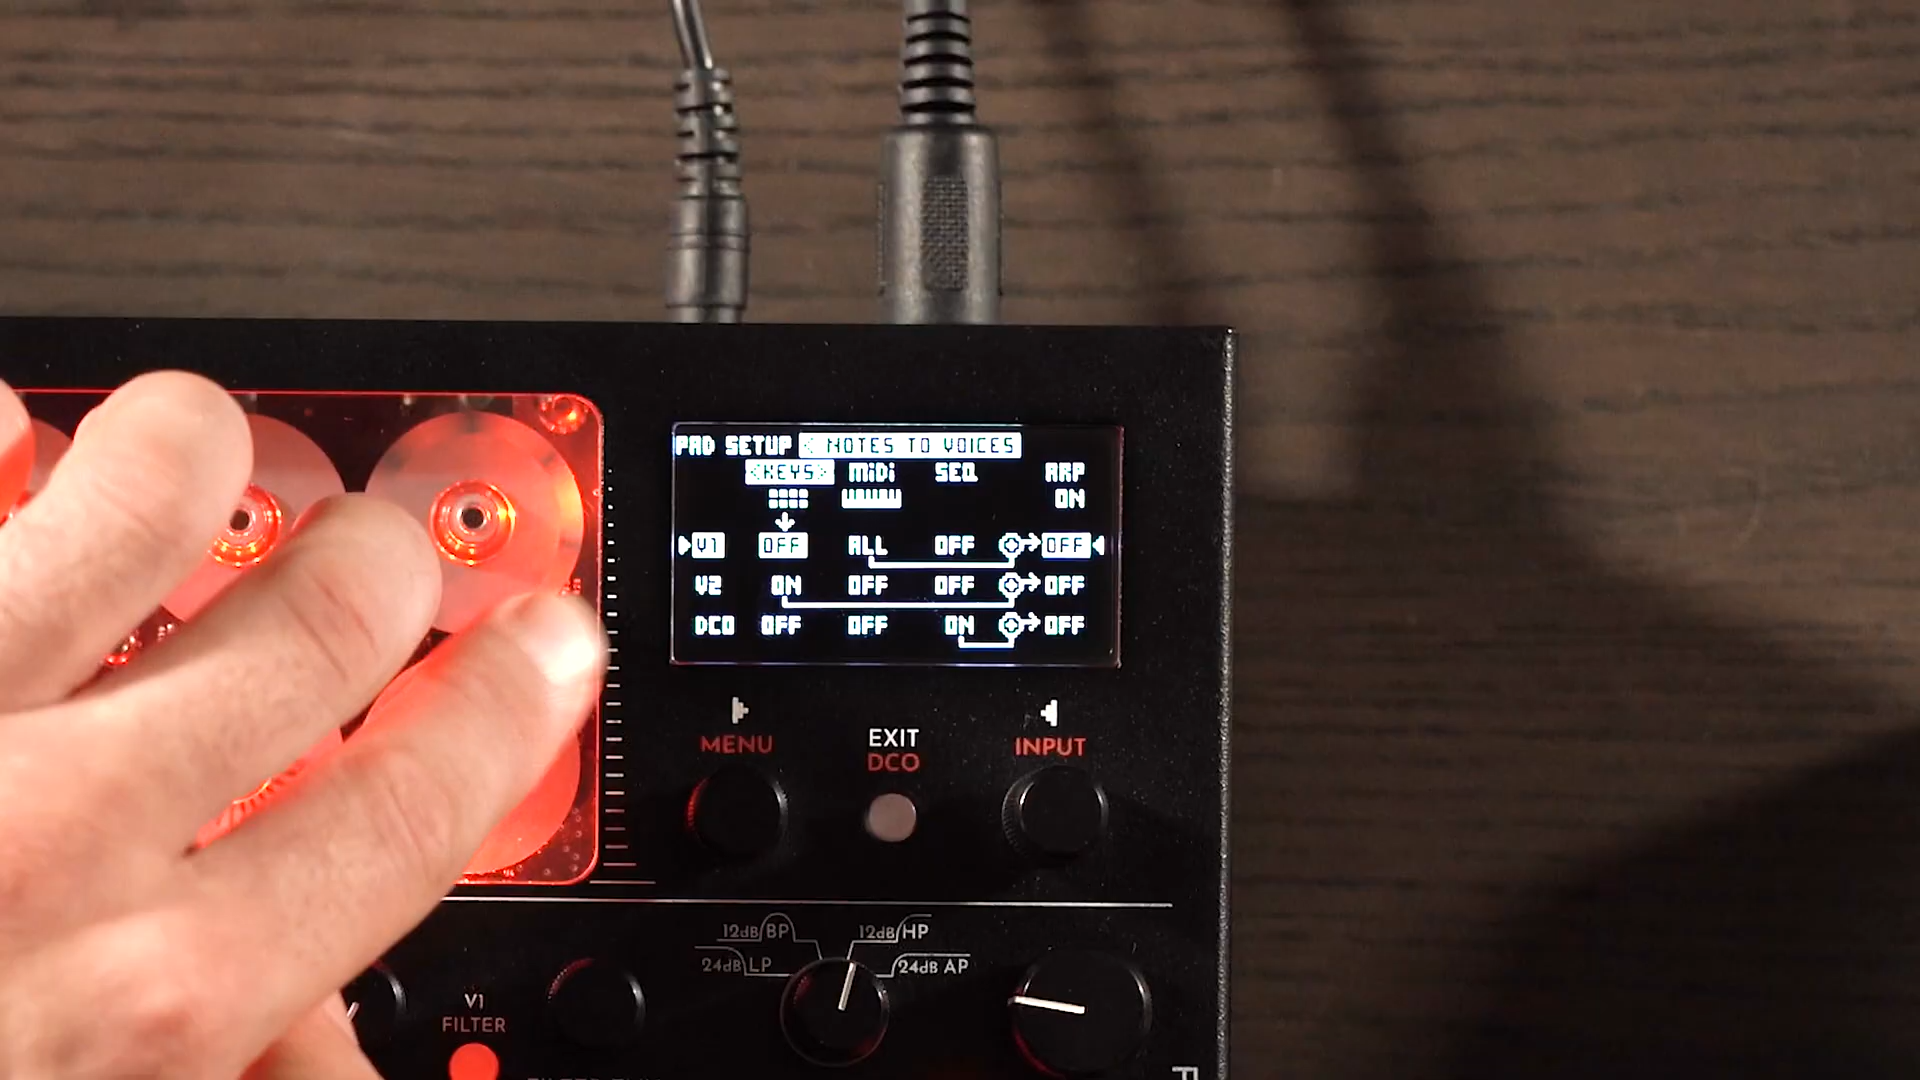 PAD SETUP < NOTES TO VOICES
<KEYS> MIDI SEQ ARP
ON
V1 OFF ALL OFF OFF
V2 ON OFF OFF OFF
DCO OFF OFF ON OFF
MENU EXIT INPUT
DCO
12dB BP 12dB HP
24dB LP 24dB AP
V1
FILTER